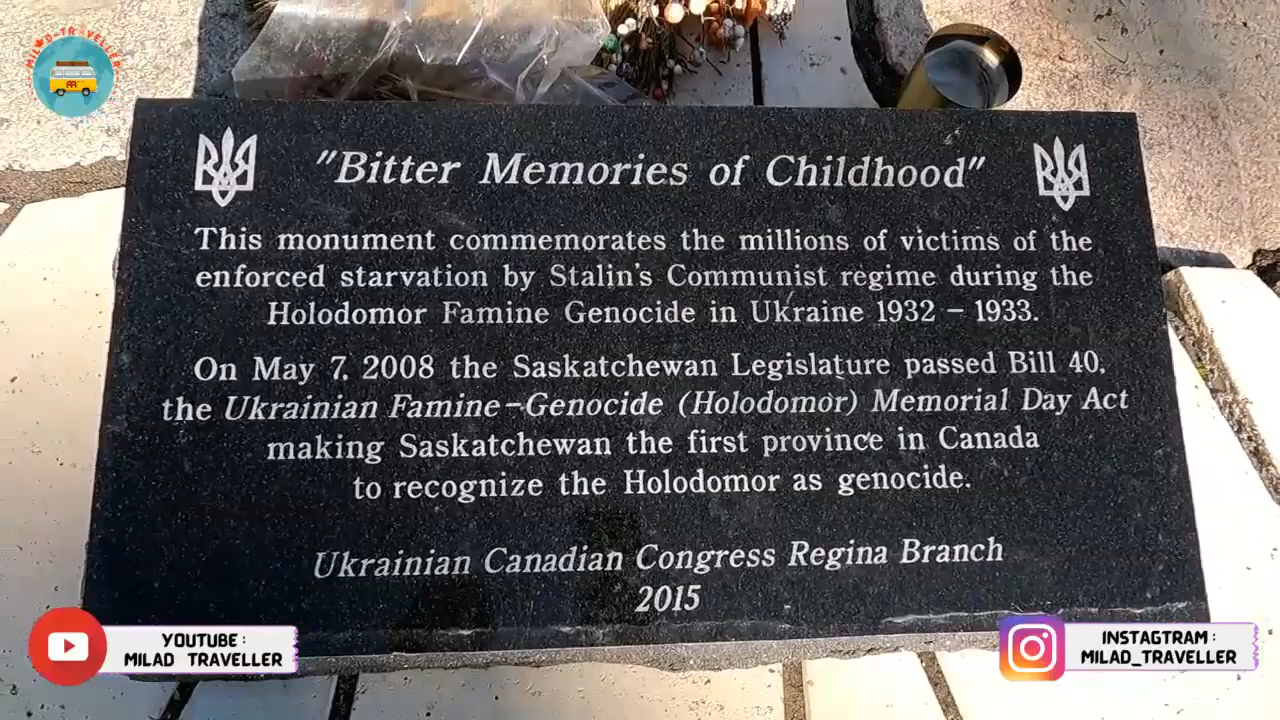 MILAD-TRAVELLER
"Bitter Memories of Childhood"
This monument commemorates the millions of victims of the
enforced starvation by Stalin's Communist regime during the
Holodomor Famine Genocide in Ukraine 1932 – 1933.
On May 7, 2008 the Saskatchewan Legislature passed Bill 40,
the Ukrainian Famine–Genocide (Holodomor) Memorial Day Act
making Saskatchewan the first province in Canada
to recognize the Holodomor as genocide.
Ukrainian Canadian Congress Regina Branch
2015
YOUTUBE :
MILAD TRAVELLER
INSTAGTRAM :
MILAD_TRAVELLER